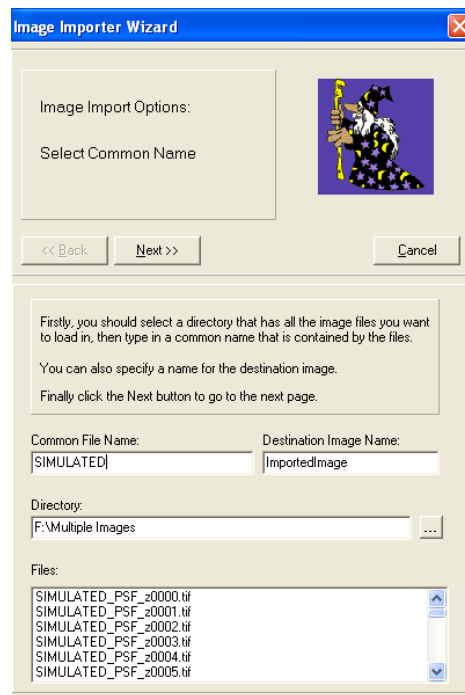 Image Importer Wizard
Image Import Options:
Select Common Name
<< Back
Next >>
Cancel
Firstly, you should select a directory that has all the image files you want
to load in, then type in a common name that is contained by the files.
You can also specify a name for the destination image.
Finally click the Next button to go to the next page.
Common File Name:
Destination Image Name:
SIMULATED
ImportedImage
Directory:
F:\Multiple Images
...
Files:
SIMULATED_PSF_z0000.tif
SIMULATED_PSF_z0001.tif
SIMULATED_PSF_z0002.tif
SIMULATED_PSF_z0003.tif
SIMULATED_PSF_z0004.tif
SIMULATED_PSF_z0005.tif